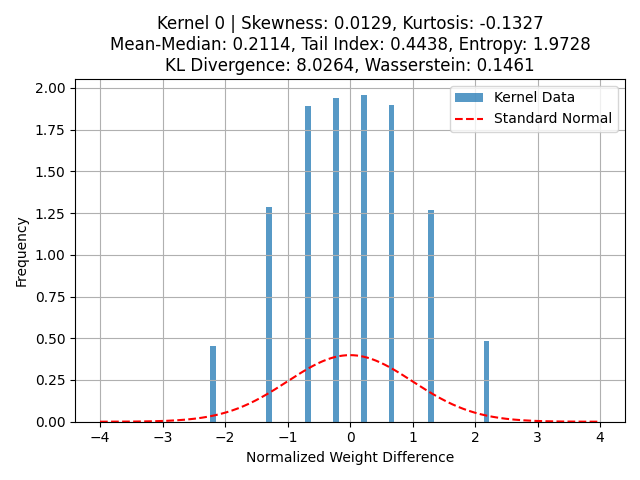 Kernel 0 | Skewness: 0.0129, Kurtosis: -0.1327
Mean-Median: 0.2114, Tail Index: 0.4438, Entropy: 1.9728
KL Divergence: 8.0264, Wasserstein: 0.1461
Kernel Data
Standard Normal
2.00
1.75
1.50
1.25
1.00
0.75
0.50
0.25
0.00
Frequency
−4
−3
−2
−1
0
1
2
3
4
Normalized Weight Difference